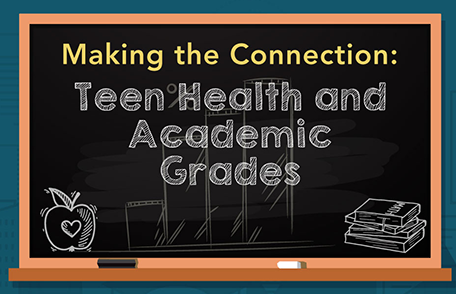 Making the Connection:
Teen Health and
Academic
Grades